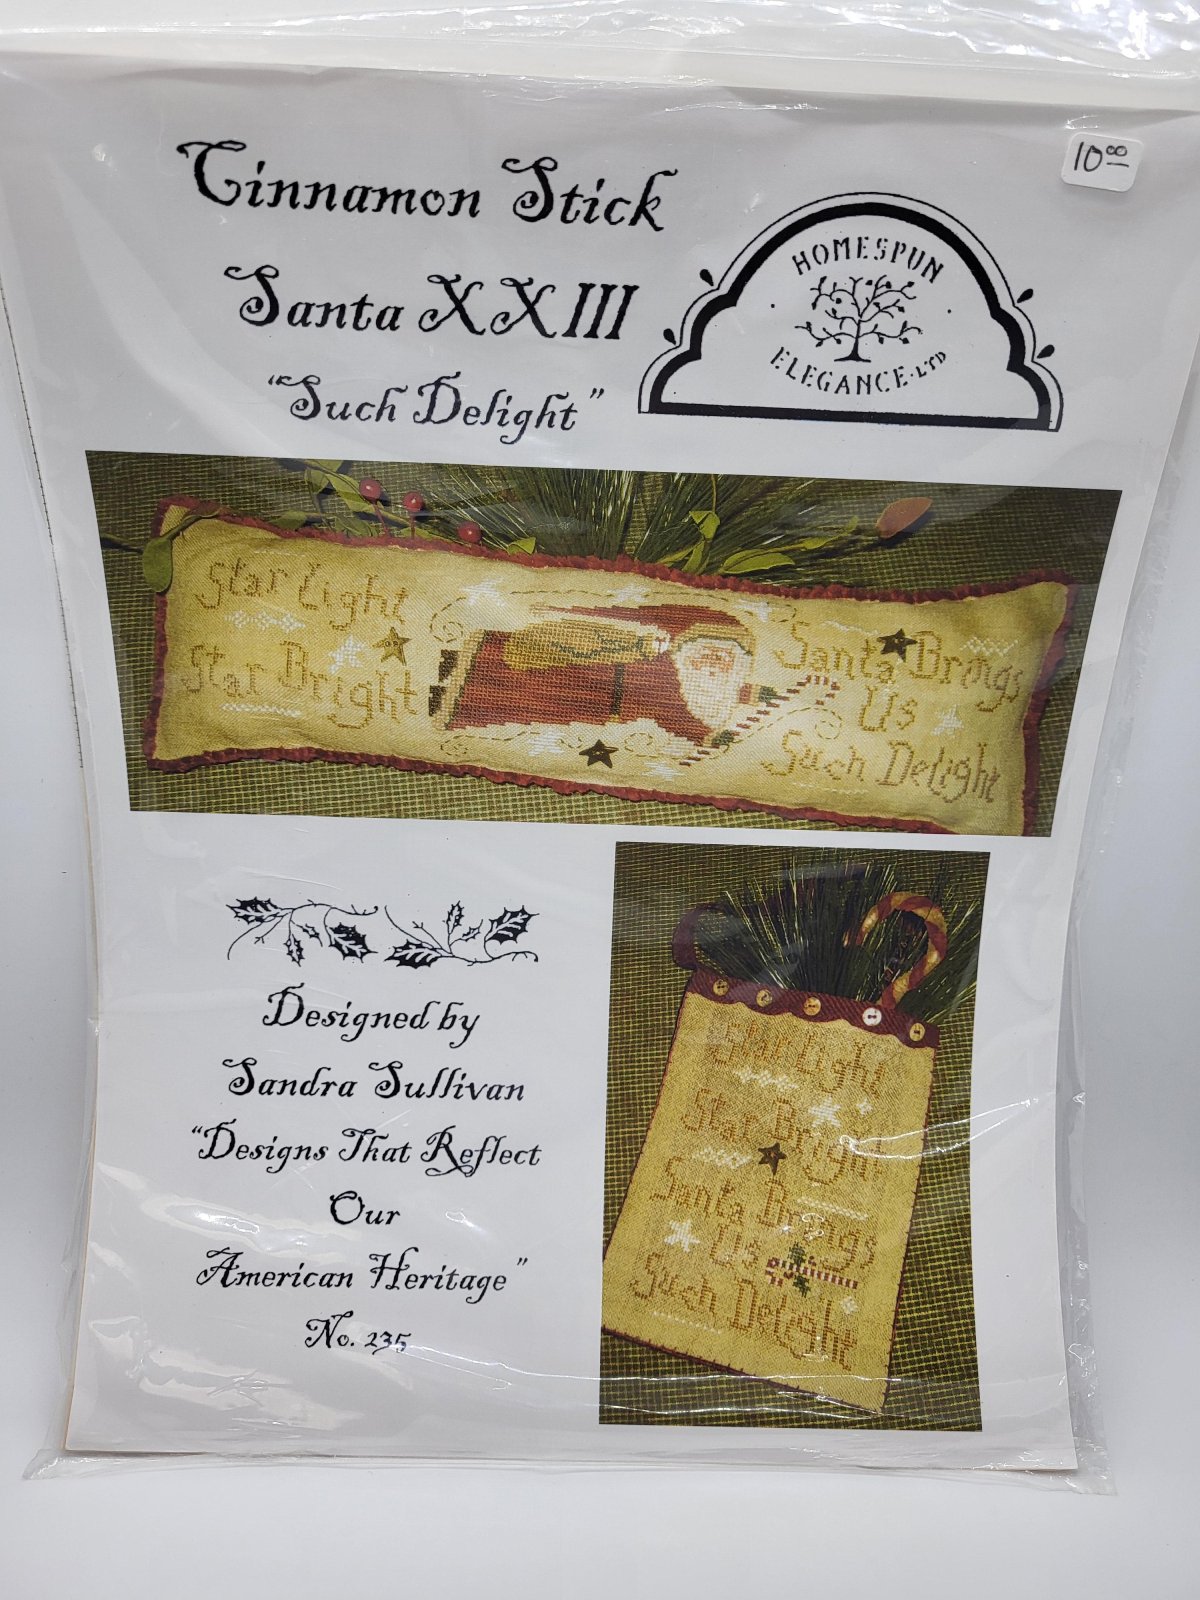 Cinnamon Stick
Santa XXIII
"Such Delight"
10⁰⁰
HOMESPUN
ELEGANCE·LTD
Star Light
Star Bright
Santa Brings
Us
Such Delight
Designed by
Sandra Sullivan
"Designs That Reflect
Our
American Heritage"
No. 235
Star Light
Star Bright
Santa Brings
Us
Such Delight